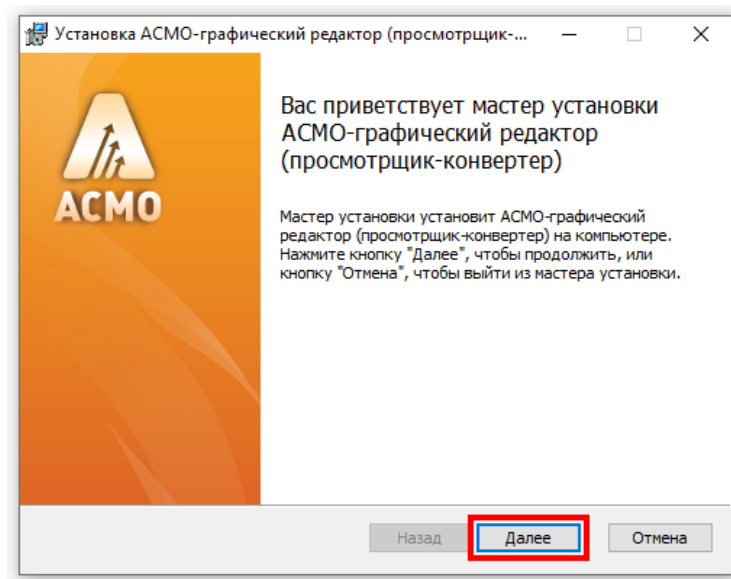 Установка АСМО-графический редактор (просмотрщик-...
АСМО
Вас приветствует мастер установки
АСМО-графический редактор
(просмотрщик-конвертер)
Мастер установки установит АСМО-графический
редактор (просмотрщик-конвертер) на компьютере.
Нажмите кнопку "Далее", чтобы продолжить, или
кнопку "Отмена", чтобы выйти из мастера установки.
Назад Далее Отмена